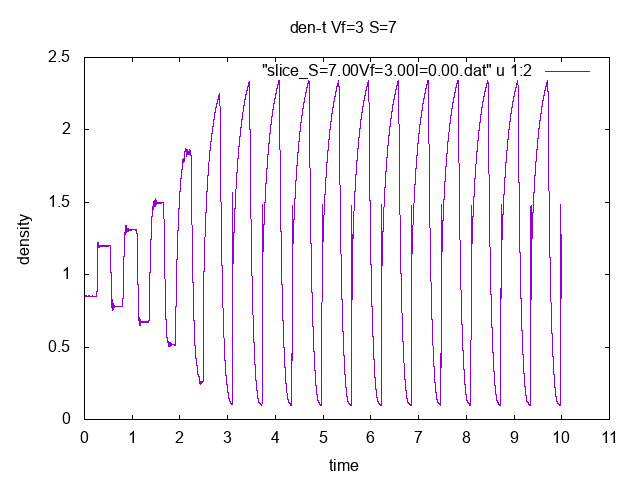 den-t Vf=3 S=7
"slice_S=7.00Vf=3.00I=0.00.dat" u 1:2
2.5
2
1.5
1
0.5
0
density
0 1 2 3 4 5 6 7 8 9 10 11
time